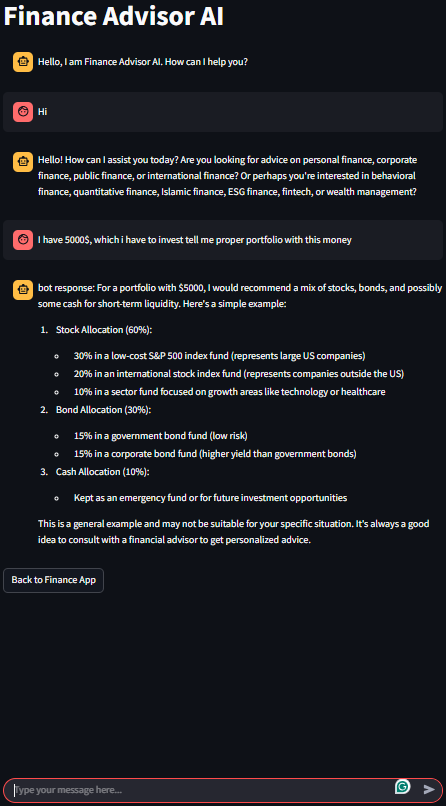 Finance Advisor AI
Hello, I am Finance Advisor AI. How can I help you?
Hi
Hello! How can I assist you today? Are you looking for advice on personal finance, corporate
finance, public finance, or international finance? Or perhaps you're interested in behavioral
finance, quantitative finance, Islamic finance, ESG finance, fintech, or wealth management?
I have 5000$, which i have to invest tell me proper portfolio with this money
bot response: For a portfolio with $5000, I would recommend a mix of stocks, bonds, and possibly
some cash for short-term liquidity. Here's a simple example:
1. Stock Allocation (60%):
30% in a low-cost S&P 500 index fund (represents large US companies)
20% in an international stock index fund (represents companies outside the US)
10% in a sector fund focused on growth areas like technology or healthcare
2. Bond Allocation (30%):
15% in a government bond fund (low risk)
15% in a corporate bond fund (higher yield than government bonds)
3. Cash Allocation (10%):
Kept as an emergency fund or for future investment opportunities
This is a general example and may not be suitable for your specific situation. It's always a good
idea to consult with a financial advisor to get personalized advice.
Back to Finance App
Type your message here...